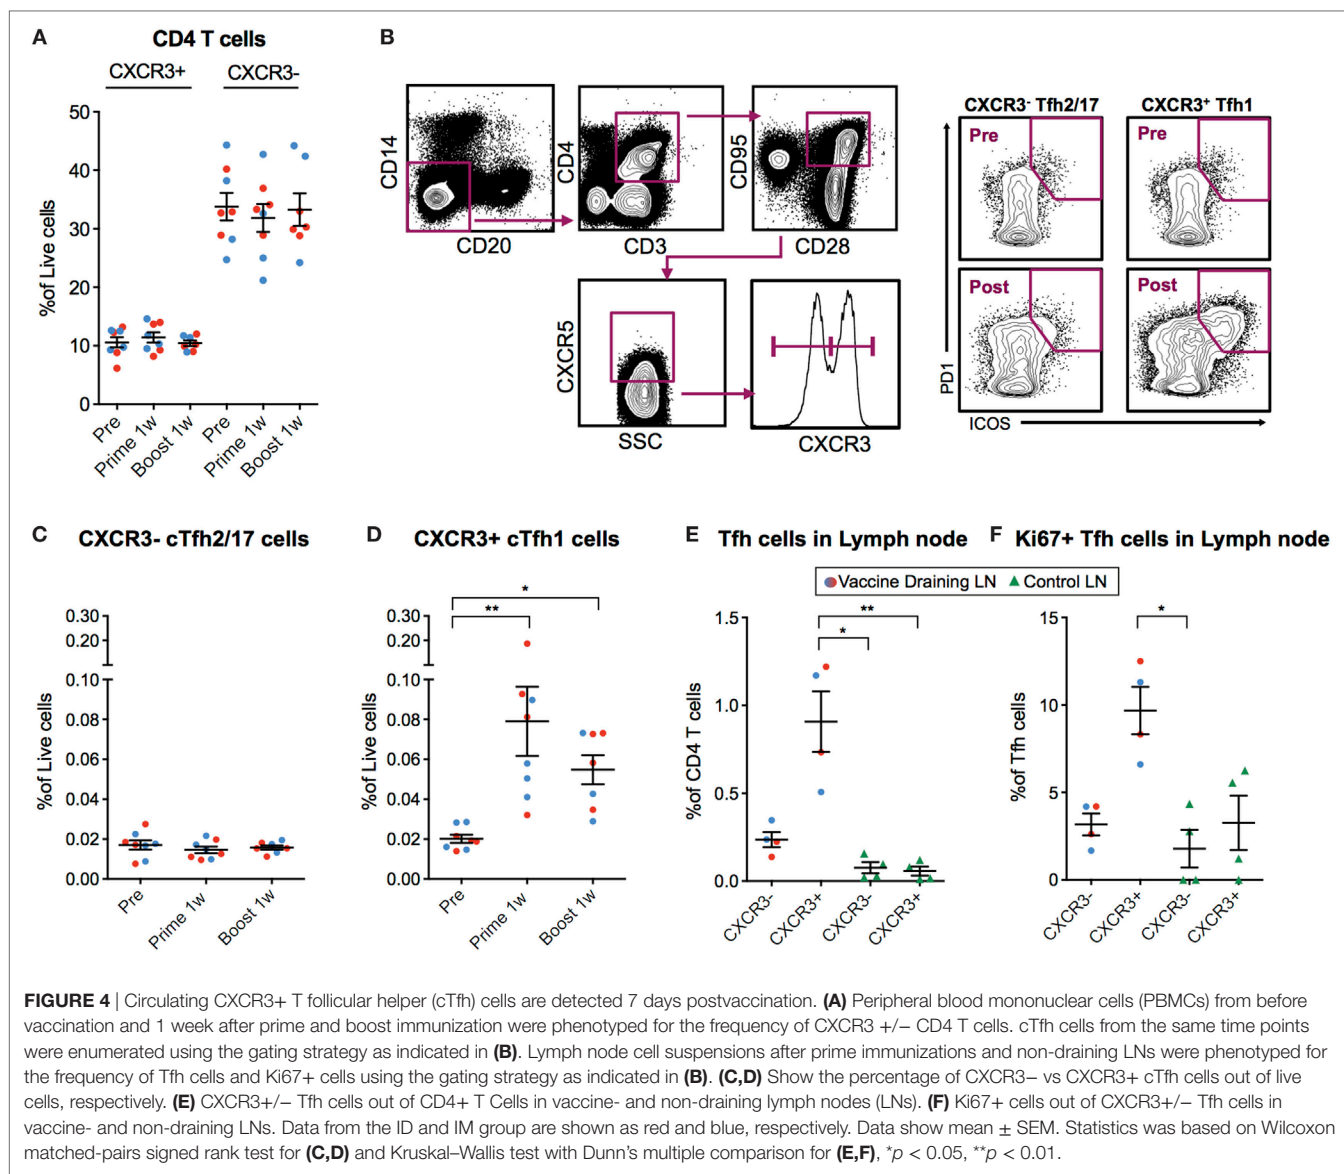 A
CD4 T cells
CXCR3+
CXCR3-
%of Live cells
50
40
30
20
10
0
Pre
Prime 1w
Boost 1w
Pre
Prime 1w
Boost 1w
B
CD14
CD20
CD4
CD3
CD95
CD28
CXCR5
SSC
CXCR3
CXCR3- Tfh2/17
CXCR3+ Tfh1
Pre
Pre
Post
Post
PD1
ICOS
C
CXCR3- cTfh2/17 cells
%of Live cells
0.30
0.20
0.10
0.08
0.06
0.04
0.02
0.00
Pre
Prime 1w
Boost 1w
D
CXCR3+ cTfh1 cells
*
**
%of Live cells
0.30
0.20
0.10
0.08
0.06
0.04
0.02
0.00
Pre
Prime 1w
Boost 1w
E
Tfh cells in Lymph node
F
Ki67+ Tfh cells in Lymph node
Vaccine Draining LN
Control LN
%of CD4 T cells
1.5
1.0
0.5
0.0
**
*
CXCR3-
CXCR3+
CXCR3-
CXCR3+
%of Tfh cells
15
10
5
0
*
CXCR3-
CXCR3+
CXCR3-
CXCR3+
FIGURE 4 | Circulating CXCR3+ T follicular helper (cTfh) cells are detected 7 days postvaccination. (A) Peripheral blood mononuclear cells (PBMCs) from before
vaccination and 1 week after prime and boost immunization were phenotyped for the frequency of CXCR3 +/− CD4 T cells. cTfh cells from the same time points
were enumerated using the gating strategy as indicated in (B). Lymph node cell suspensions after prime immunizations and non-draining LNs were phenotyped for
the frequency of Tfh cells and Ki67+ cells using the gating strategy as indicated in (B). (C,D) Show the percentage of CXCR3− vs CXCR3+ cTfh cells out of live
cells, respectively. (E) CXCR3+/− Tfh cells out of CD4+ T Cells in vaccine- and non-draining lymph nodes (LNs). (F) Ki67+ cells out of CXCR3+/− Tfh cells in
vaccine- and non-draining LNs. Data from the ID and IM group are shown as red and blue, respectively. Data show mean ± SEM. Statistics was based on Wilcoxon
matched-pairs signed rank test for (C,D) and Kruskal–Wallis test with Dunn's multiple comparison for (E,F), *p < 0.05, **p < 0.01.